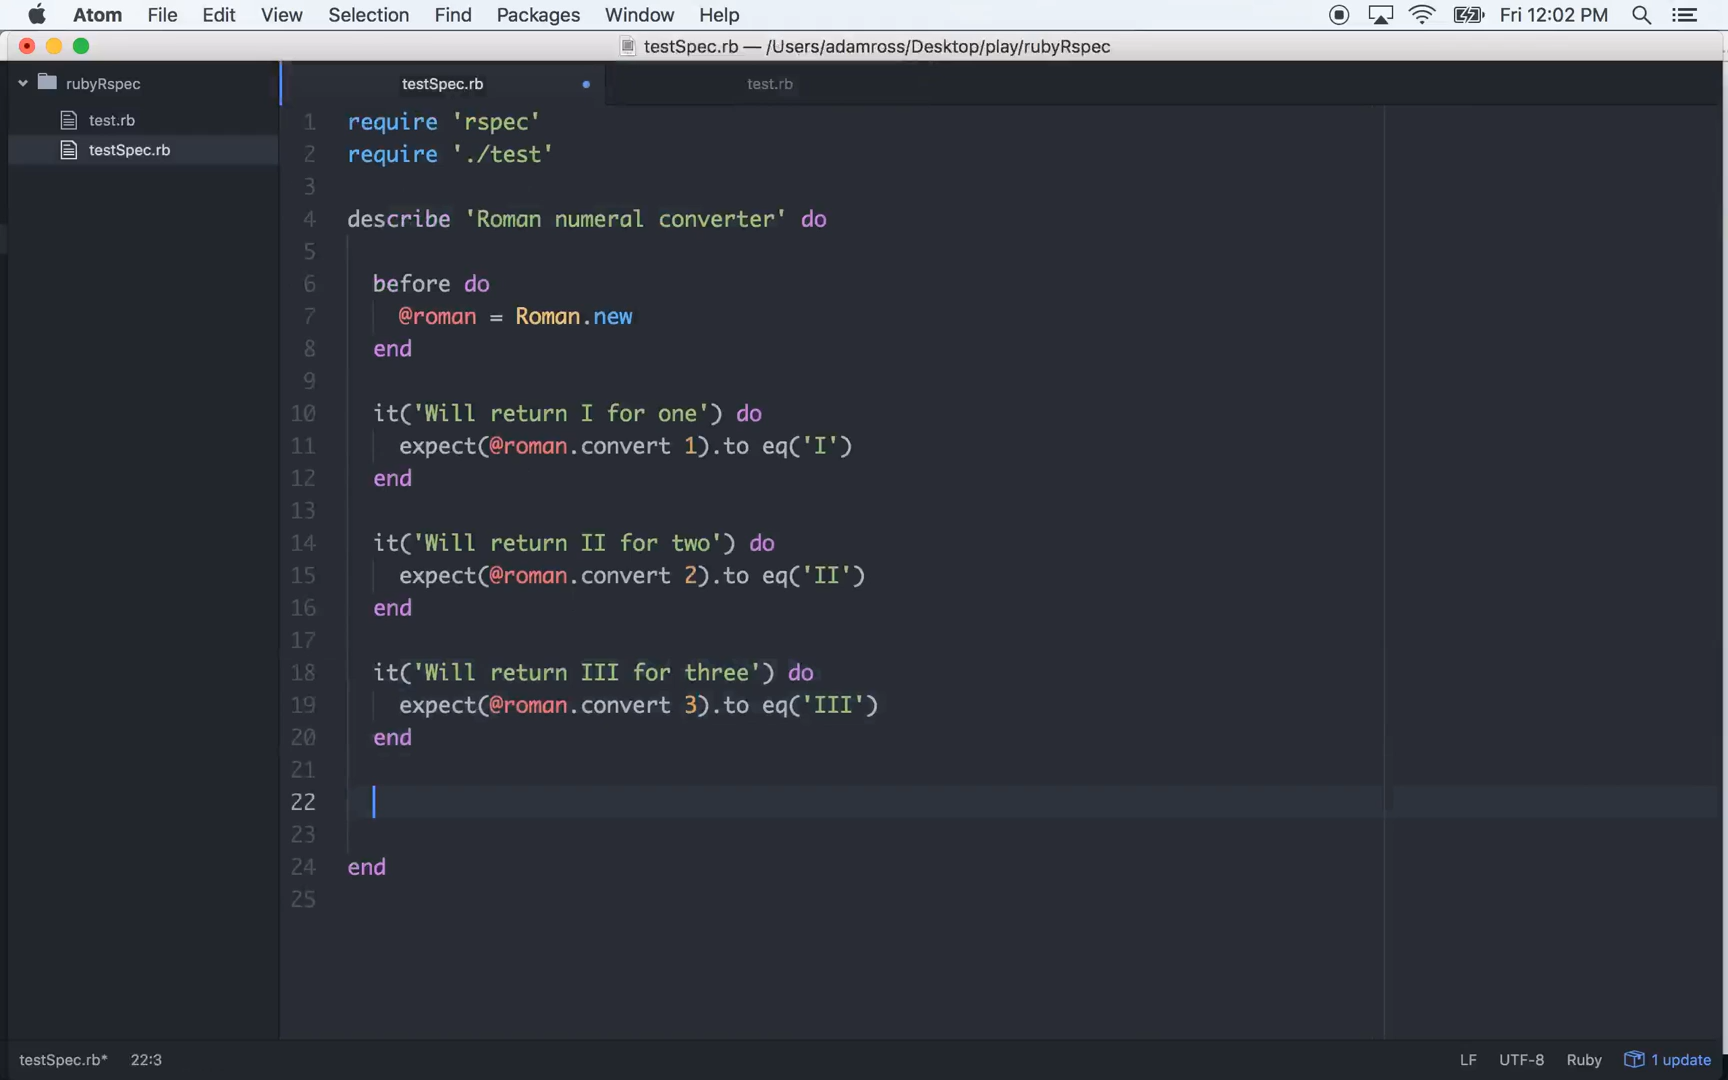 Atom File Edit View Selection Find Packages Window Help Fri 12:02 PM
testSpec.rb — /Users/adamross/Desktop/play/rubyRspec
rubyRspec
test.rb
testSpec.rb
testSpec.rb test.rb
1 require 'rspec'
2 require './test'
3
4 describe 'Roman numeral converter' do
5
6 before do
7 @roman = Roman.new
8 end
9
10 it('Will return I for one') do
11 expect(@roman.convert 1).to eq('I')
12 end
13
14 it('Will return II for two') do
15 expect(@roman.convert 2).to eq('II')
16 end
17
18 it('Will return III for three') do
19 expect(@roman.convert 3).to eq('III')
20 end
21
22
23
24 end
25
testSpec.rb* 22:3 LF UTF-8 Ruby 1 update